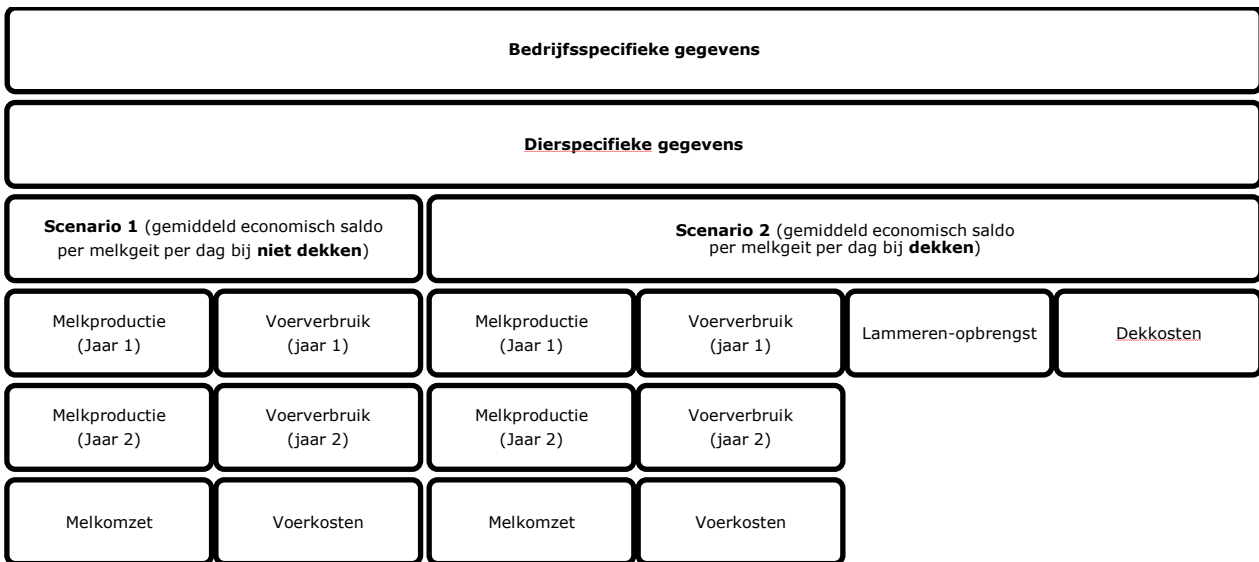 Bedrijfsspecifieke gegevens
Dierspecifieke gegevens
Scenario 1 (gemiddeld economisch saldo
per melkgeit per dag bij niet dekken)
Scenario 2 (gemiddeld economisch saldo
per melkgeit per dag bij dekken)
Melkproductie
(Jaar 1)
Voerverbruik
(jaar 1)
Melkproductie
(Jaar 1)
Voerverbruik
(jaar 1)
Lammeren-opbrengst
Dekkosten
Melkproductie
(Jaar 2)
Voerverbruik
(jaar 2)
Melkproductie
(Jaar 2)
Voerverbruik
(jaar 2)
Melkomzet
Voerkosten
Melkomzet
Voerkosten